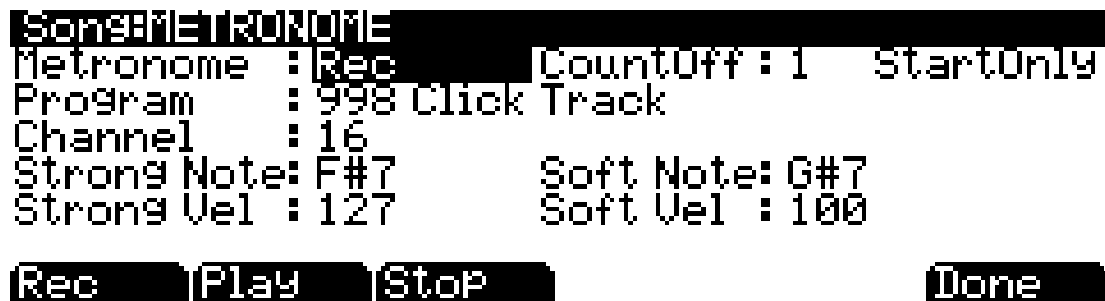 Song:METRONOME
Metronome :Rec CountOff:1 StartOnly
Program :998 Click Track
Channel :16
Strong Note:F#7 Soft Note:G#7
Strong Vel :127 Soft Vel :100
Rec Play Stop Done